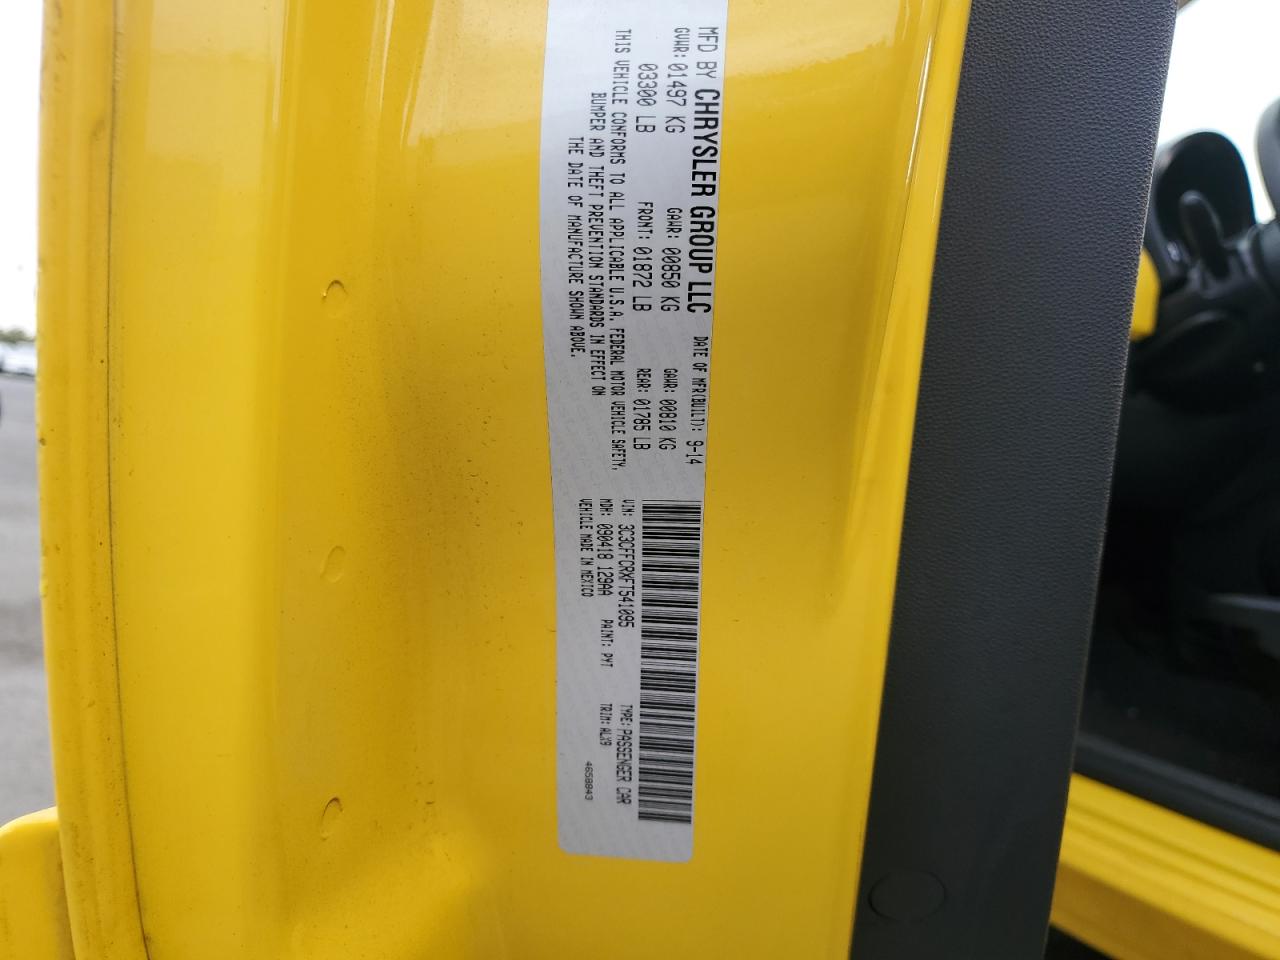 MFD BY CHRYSLER GROUP LLC DATE OF MFR(BUILT): 9-14
GVWR: 01497 KG GAWR: 00850 KG GAWR: 00810 KG
03300 LB FRONT: 01872 LB REAR: 01785 LB
THIS VEHICLE CONFORMS TO ALL APPLICABLE U.S.A. FEDERAL MOTOR VEHICLE SAFETY,
BUMPER AND THEFT PREVENTION STANDARDS IN EFFECT ON
THE DATE OF MANUFACTURE SHOWN ABOVE.
VIN: 3C3CFFCRXFT541095 TYPE: PASSENGER CAR
MDH: 090418 129AA PAINT: PYT TRIM: ALX9
VEHICLE MADE IN MEXICO 4658843